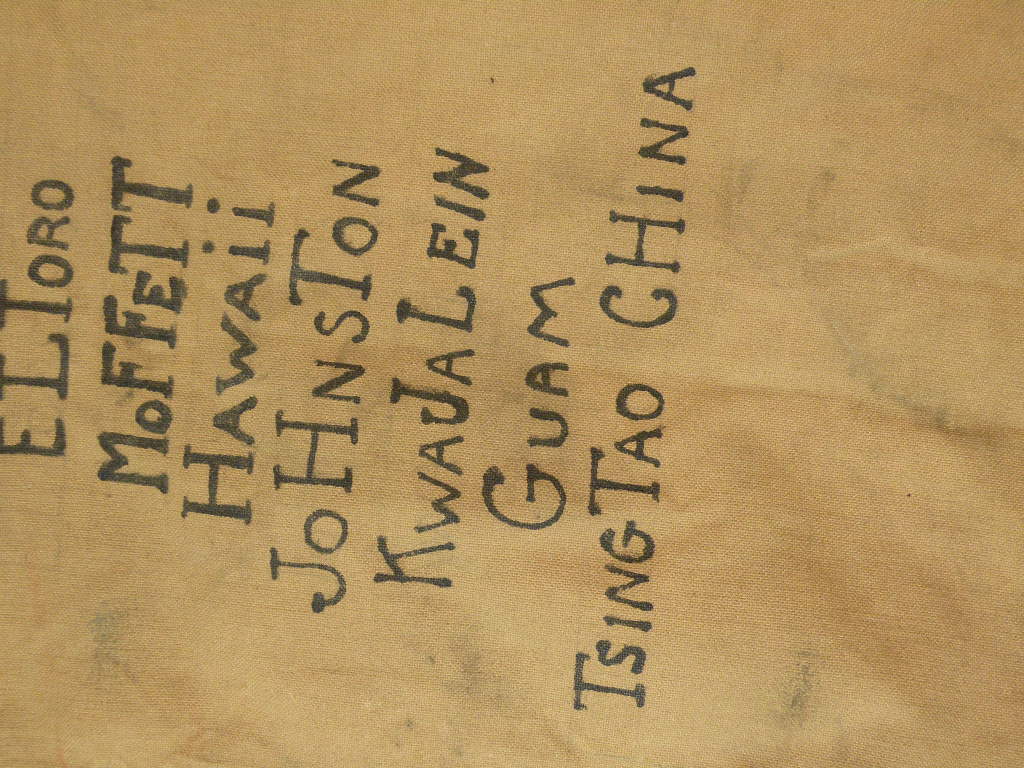 EL TORO
MOFFETT
HAWAii
JOHNSTON
KWAJALEIN
GUAM
TSINGTAO CHINA